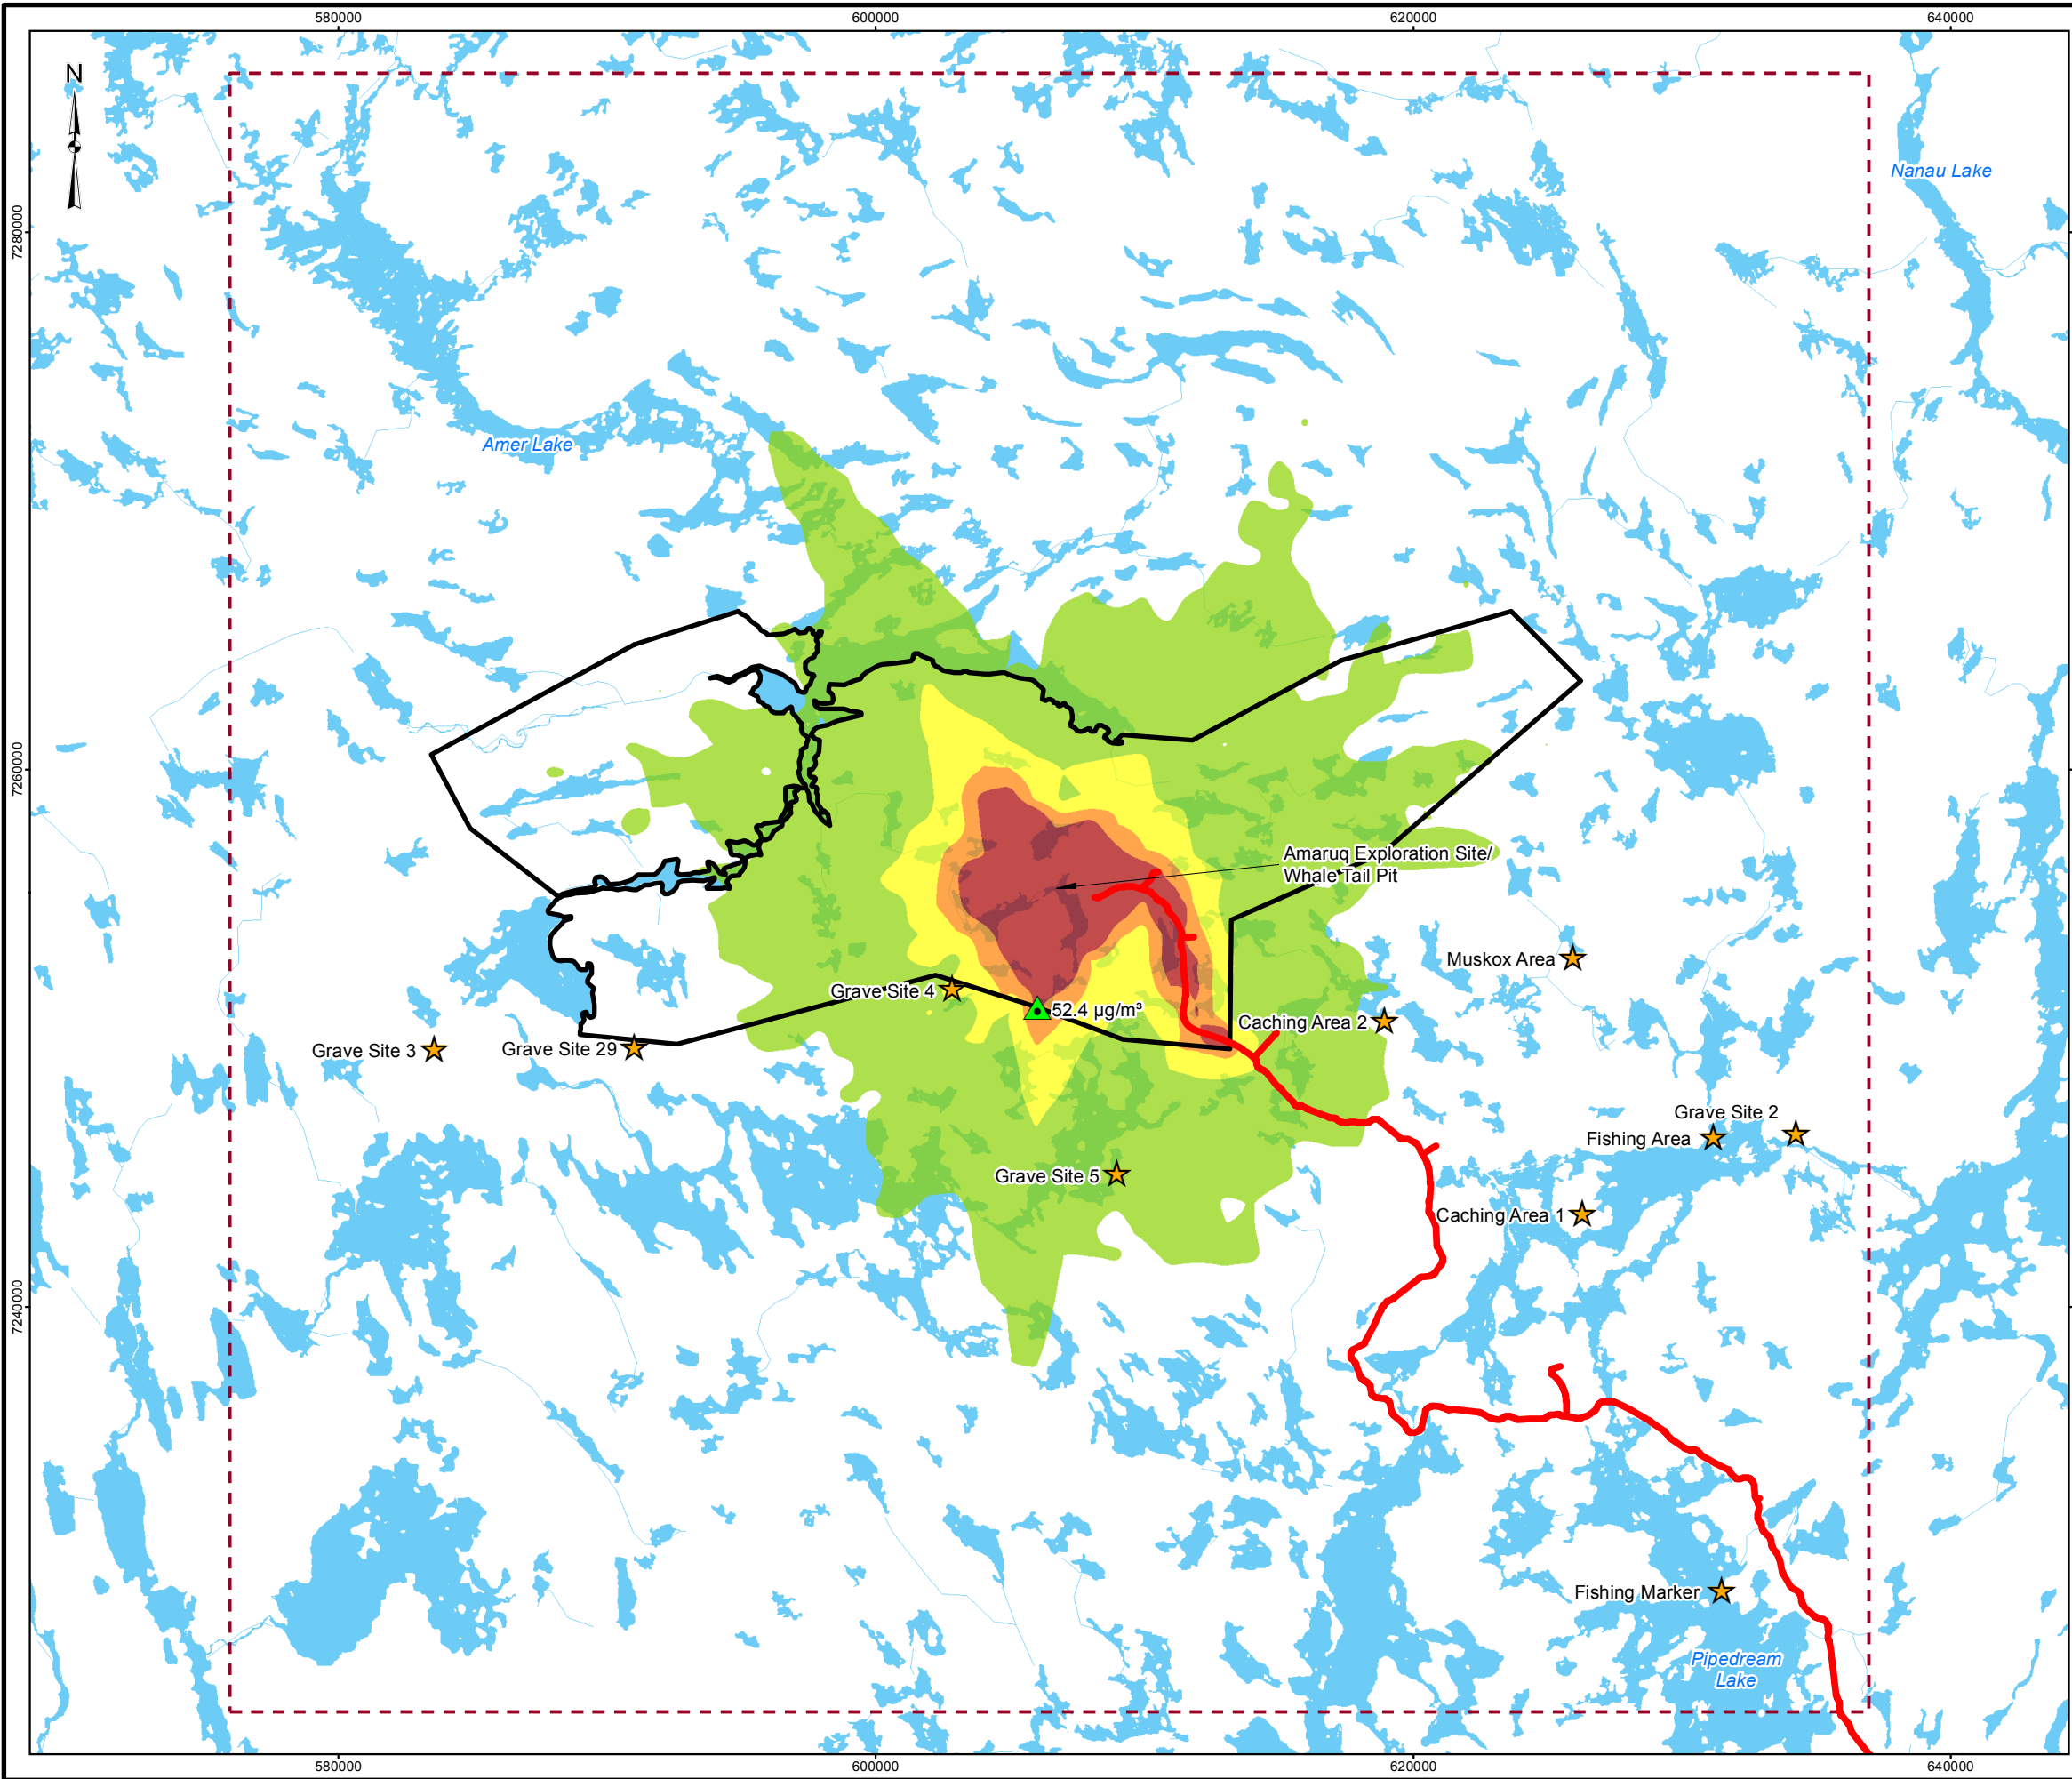 580000
600000
620000
640000
N
Nanau Lake
7280000
Amer Lake
7260000
Amaruq Exploration Site/
Whale Tail Pit
Muskox Area
Grave Site 4
52.4 µg/m³
Caching Area 2
Grave Site 3
Grave Site 29
Grave Site 2
Fishing Area
Grave Site 5
Caching Area 1
7240000
Fishing Marker
Pipedream
Lake
580000
600000
620000
640000